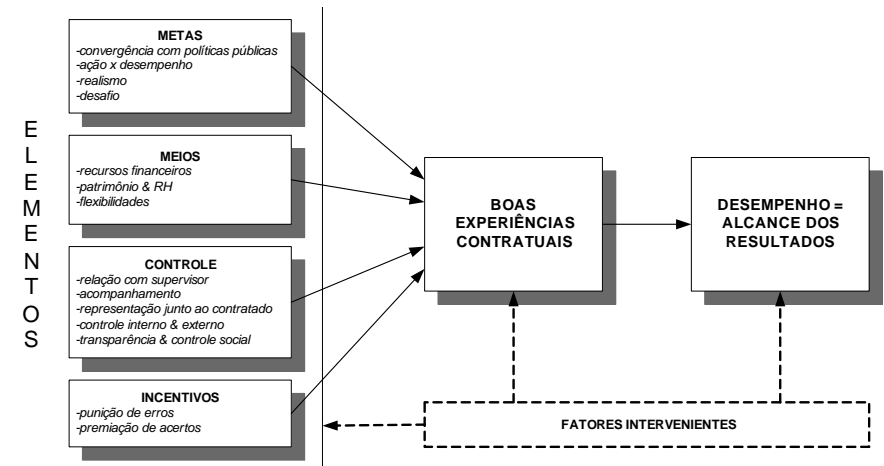 ELEMENTOS
METAS
-convergência com políticas públicas
-ação x desempenho
-realismo
-desafio
MEIOS
-recursos financeiros
-patrimônio & RH
-flexibilidades
CONTROLE
-relação com supervisor
-acompanhamento
-representação junto ao contratado
-controle interno & externo
-transparência & controle social
INCENTIVOS
-punição de erros
-premiação de acertos
BOAS
EXPERIÊNCIAS
CONTRATUAIS
DESEMPENHO =
ALCANCE DOS
RESULTADOS
FATORES INTERVENIENTES